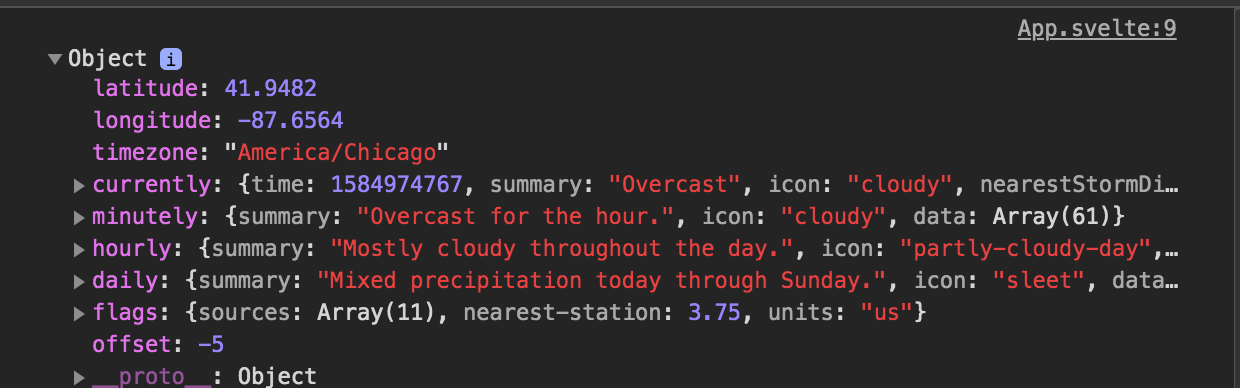 App.svelte:9
▼Object i
latitude: 41.9482
longitude: -87.6564
timezone: "America/Chicago"
▶currently: {time: 1584974767, summary: "Overcast", icon: "cloudy", nearestStormDi…
▶minutely: {summary: "Overcast for the hour.", icon: "cloudy", data: Array(61)}
▶hourly: {summary: "Mostly cloudy throughout the day.", icon: "partly-cloudy-day",…
▶daily: {summary: "Mixed precipitation today through Sunday.", icon: "sleet", data…
▶flags: {sources: Array(11), nearest-station: 3.75, units: "us"}
offset: -5
▶__proto__: Object